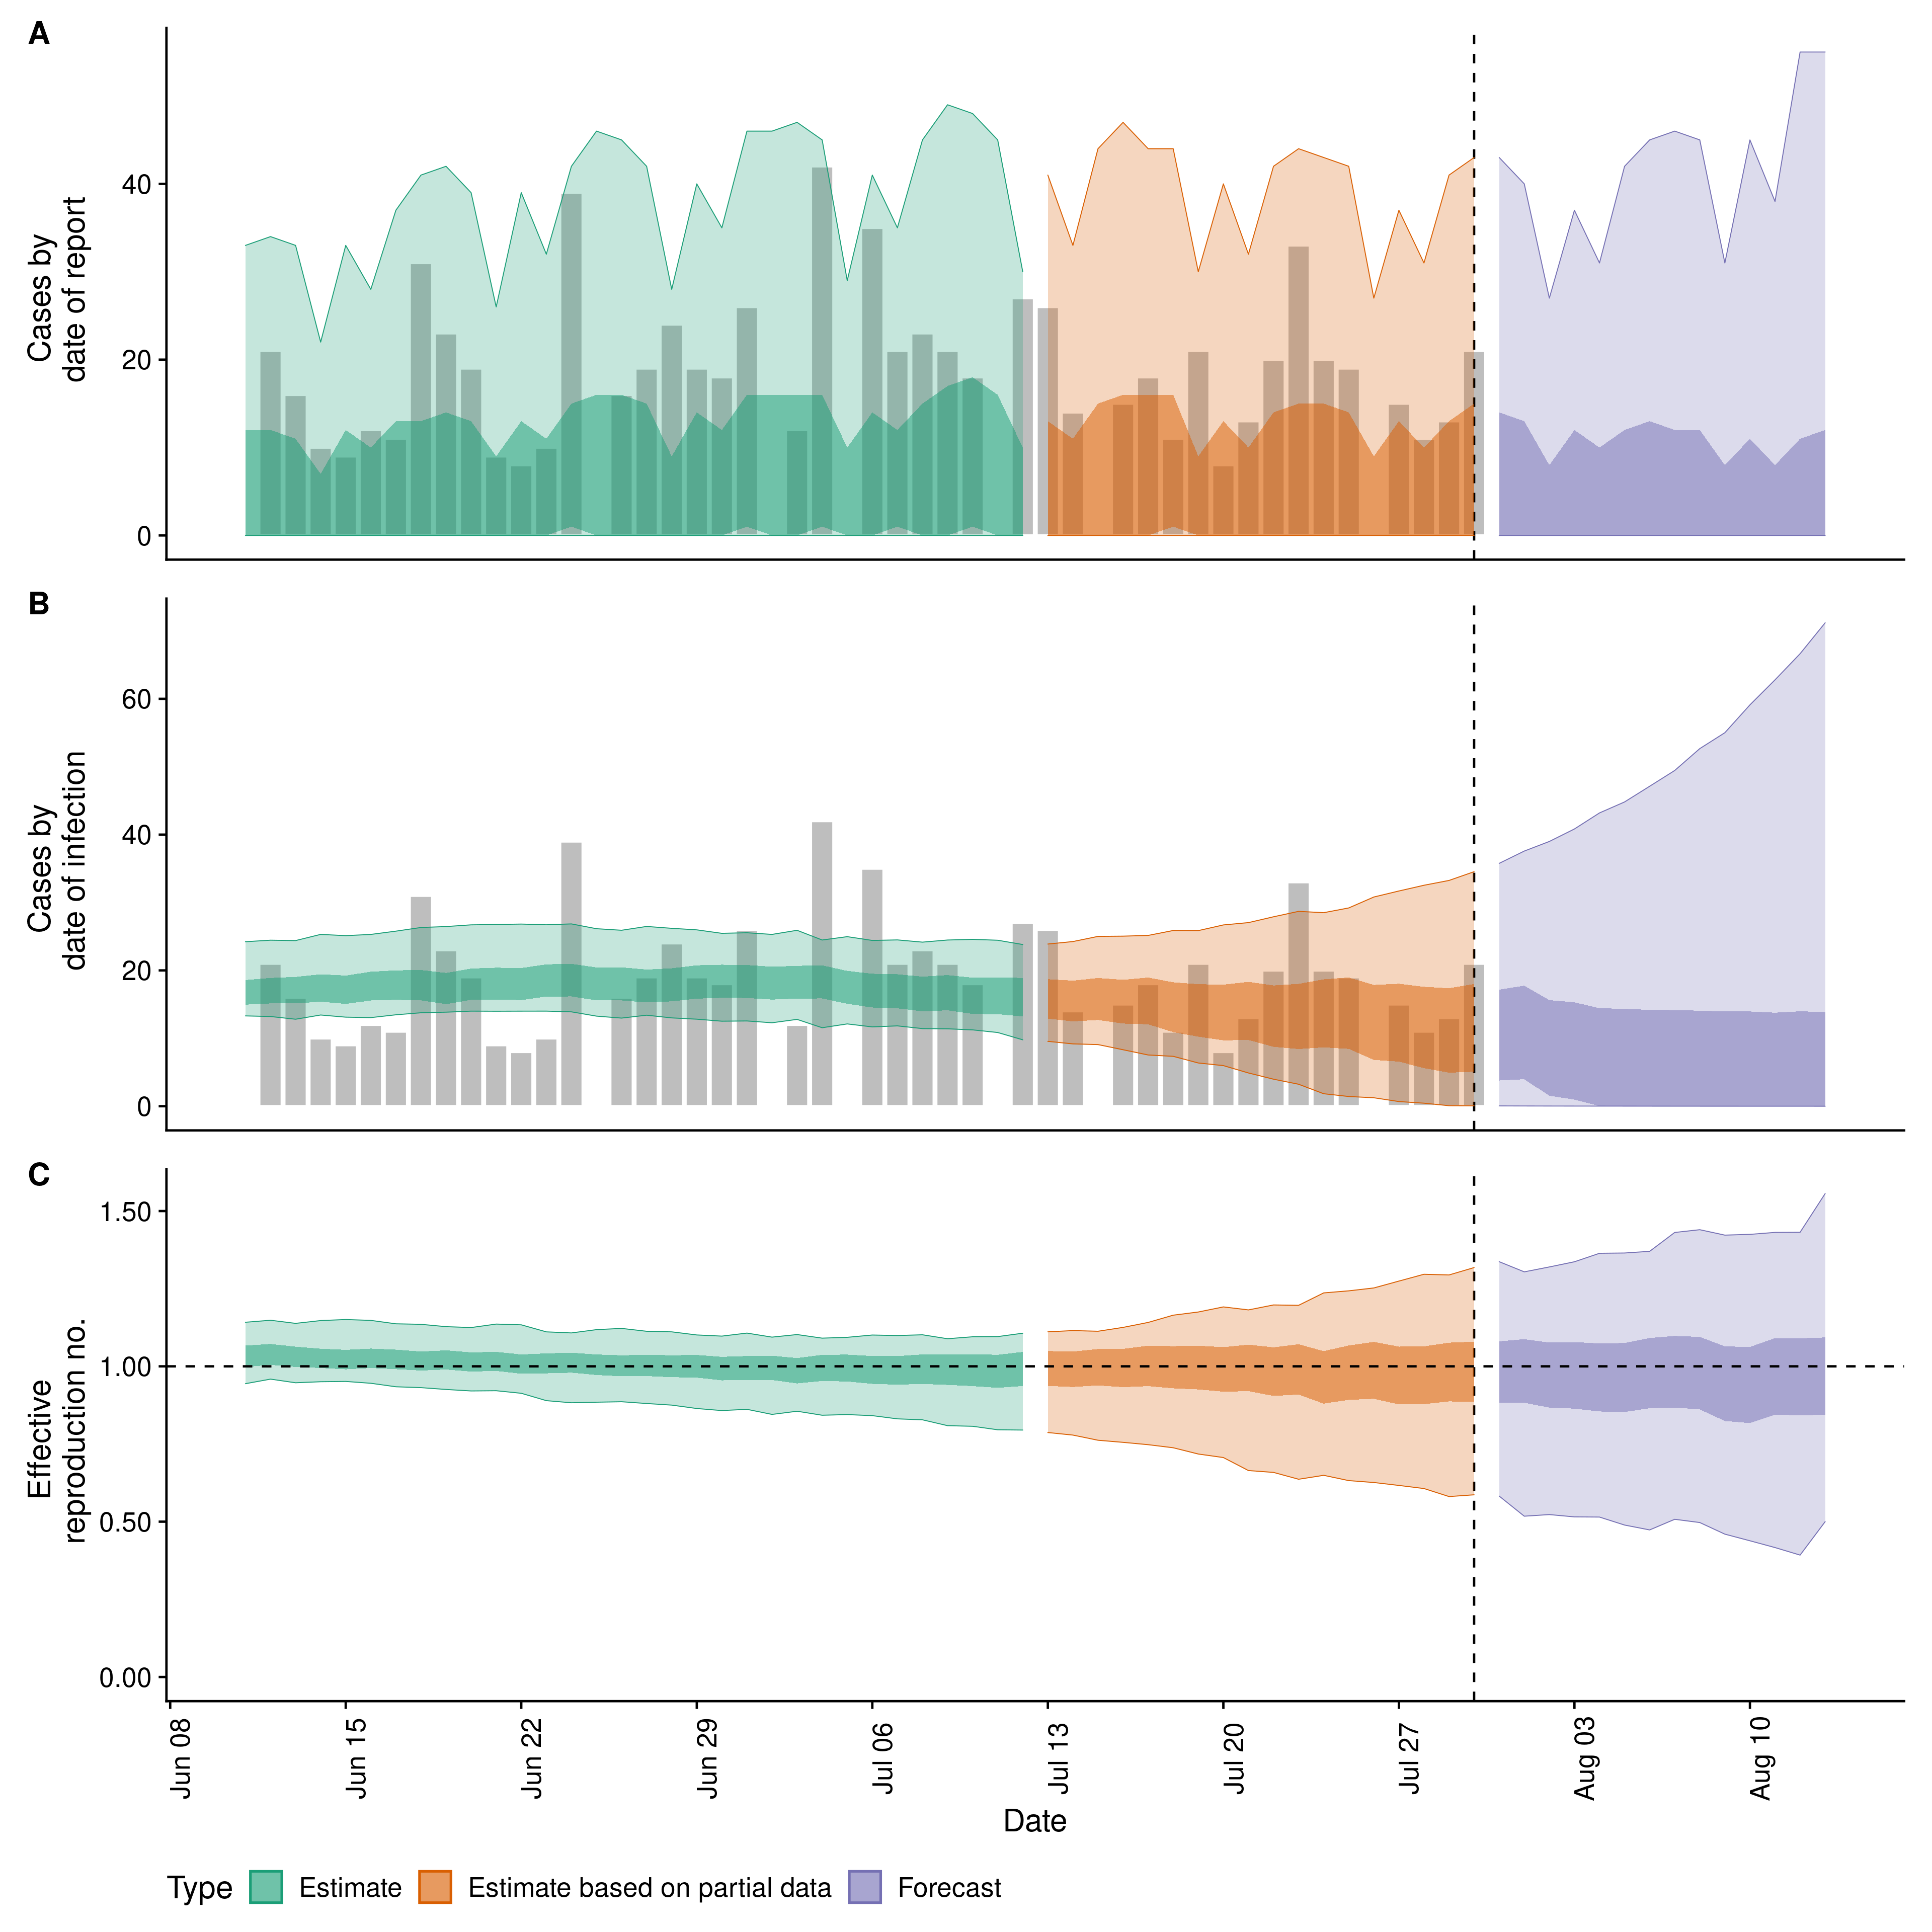 A
Cases by
date of report
40
20
0
B
Cases by
date of infection
60
40
20
0
C
Effective
reproduction no.
1.50
1.00
0.50
0.00
Jun 08
Jun 15
Jun 22
Jun 29
Jul 06
Jul 13
Jul 20
Jul 27
Aug 03
Aug 10
Date
Type Estimate Estimate based on partial data Forecast